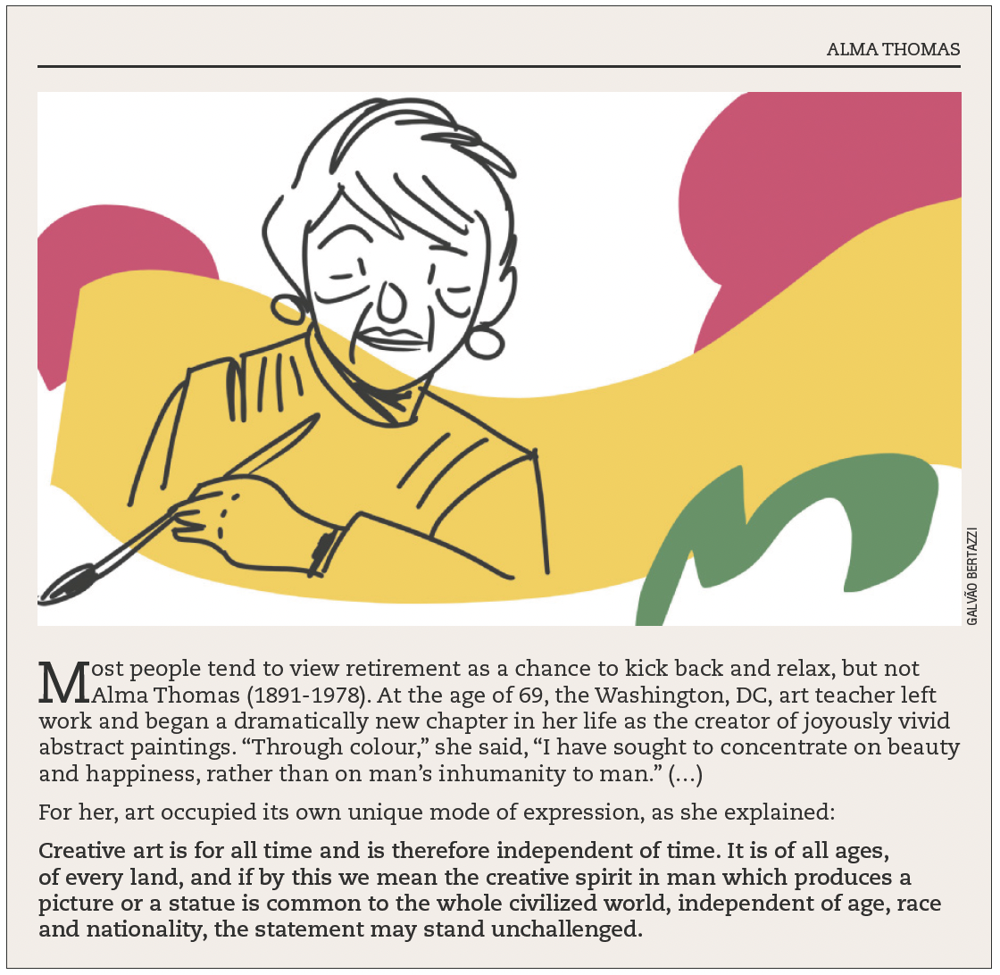 ALMA THOMAS
GALVÃO BERTAZZI
Most people tend to view retirement as a chance to kick back and relax, but not
Alma Thomas (1891-1978). At the age of 69, the Washington, DC, art teacher left
work and began a dramatically new chapter in her life as the creator of joyously vivid
abstract paintings. “Through colour,” she said, “I have sought to concentrate on beauty
and happiness, rather than on man’s inhumanity to man.” (...)
For her, art occupied its own unique mode of expression, as she explained:
Creative art is for all time and is therefore independent of time. It is of all ages,
of every land, and if by this we mean the creative spirit in man which produces a
picture or a statue is common to the whole civilized world, independent of age, race
and nationality, the statement may stand unchallenged.